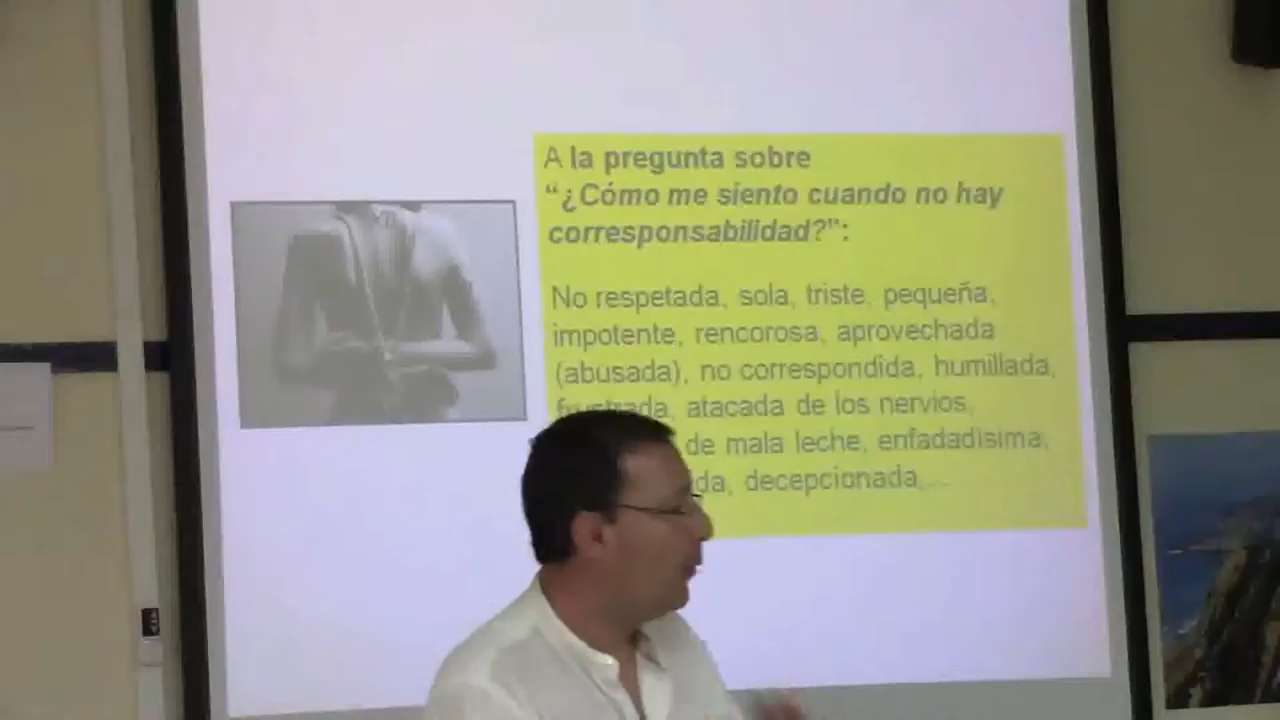 A la pregunta sobre
“¿Cómo me siento cuando no hay
corresponsabilidad?”:
No respetada, sola, triste, pequeña,
impotente, rencorosa, aprovechada
(abusada), no correspondida, humillada,
frustrada, atacada de los nervios,
de mala leche, enfadadísima,
decepcionada,...